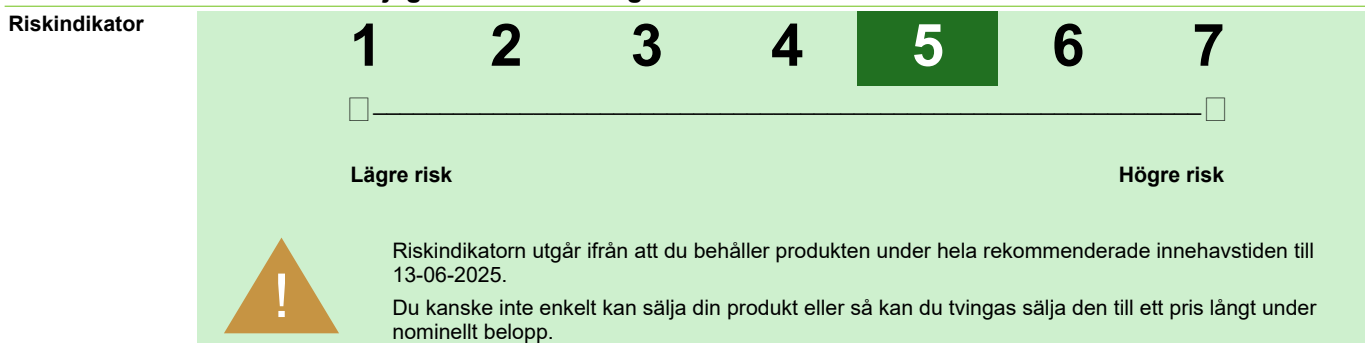 Riskindikator
1 2 3 4 5 6 7
Lägre risk Högre risk
!
Riskindikatorn utgår ifrån att du behåller produkten under hela rekommenderade innehavstiden till
13-06-2025.
Du kanske inte enkelt kan sälja din produkt eller så kan du tvingas sälja den till ett pris långt under
nominellt belopp.